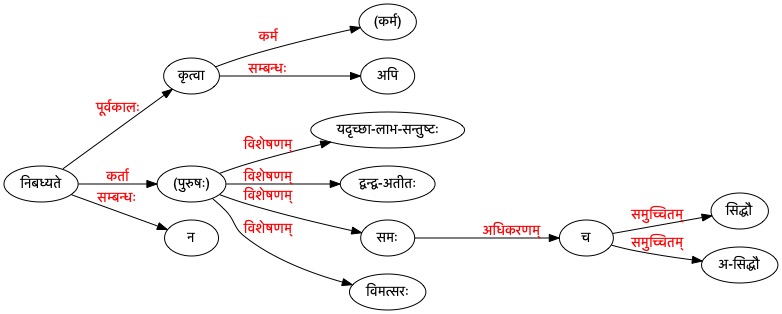 (कर्म)
कर्म
कृत्वा
सम्बन्धः
अपि
पूर्वकालः
यदृच्छा-लाभ-सन्तुष्टः
विशेषणम्
निबध्यते
कर्ता
(पुरुषः)
विशेषणम्
द्वन्द्व-अतीतः
सम्बन्धः
विशेषणम्
न
विशेषणम्
समः
अधिकरणम्
च
समुच्चितम्
सिद्धौ
समुच्चितम्
अ-सिद्धौ
विमत्सरः